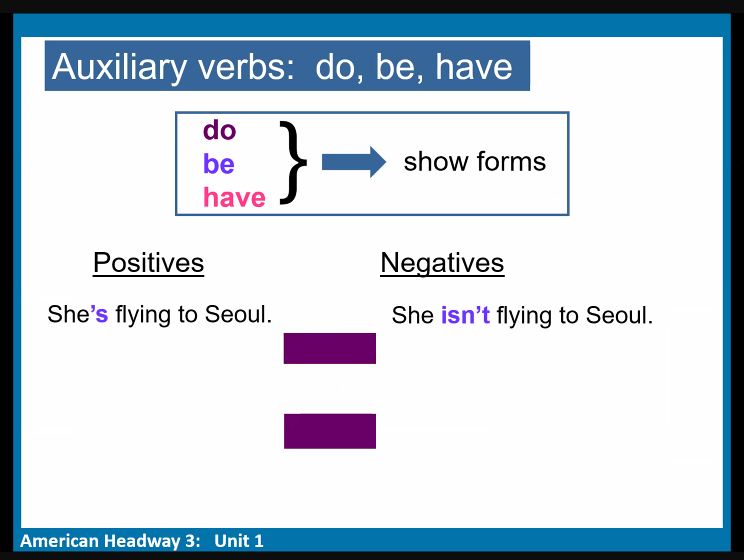 Auxiliary verbs:  do, be, have
do
be
have
show forms
Positives
Negatives
She’s flying to Seoul.
She isn’t flying to Seoul.
American Headway 3:   Unit 1